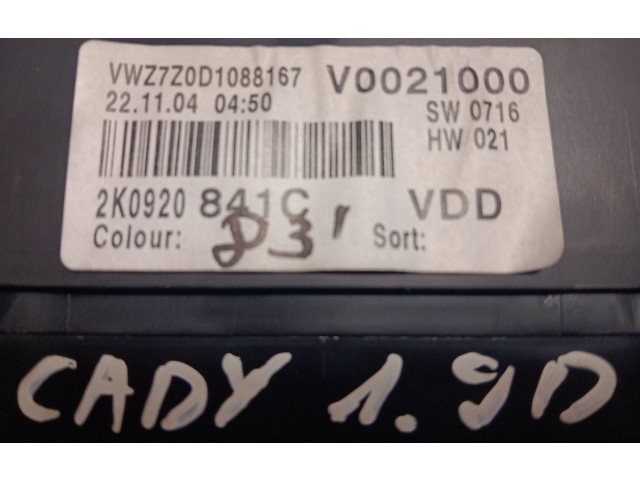 VWZ7Z0D1088167 V0021000
22.11.04 04:50 SW 0716
HW 021
2K0920 841C VDD
Colour: D3' Sort:
CADY 1.9D